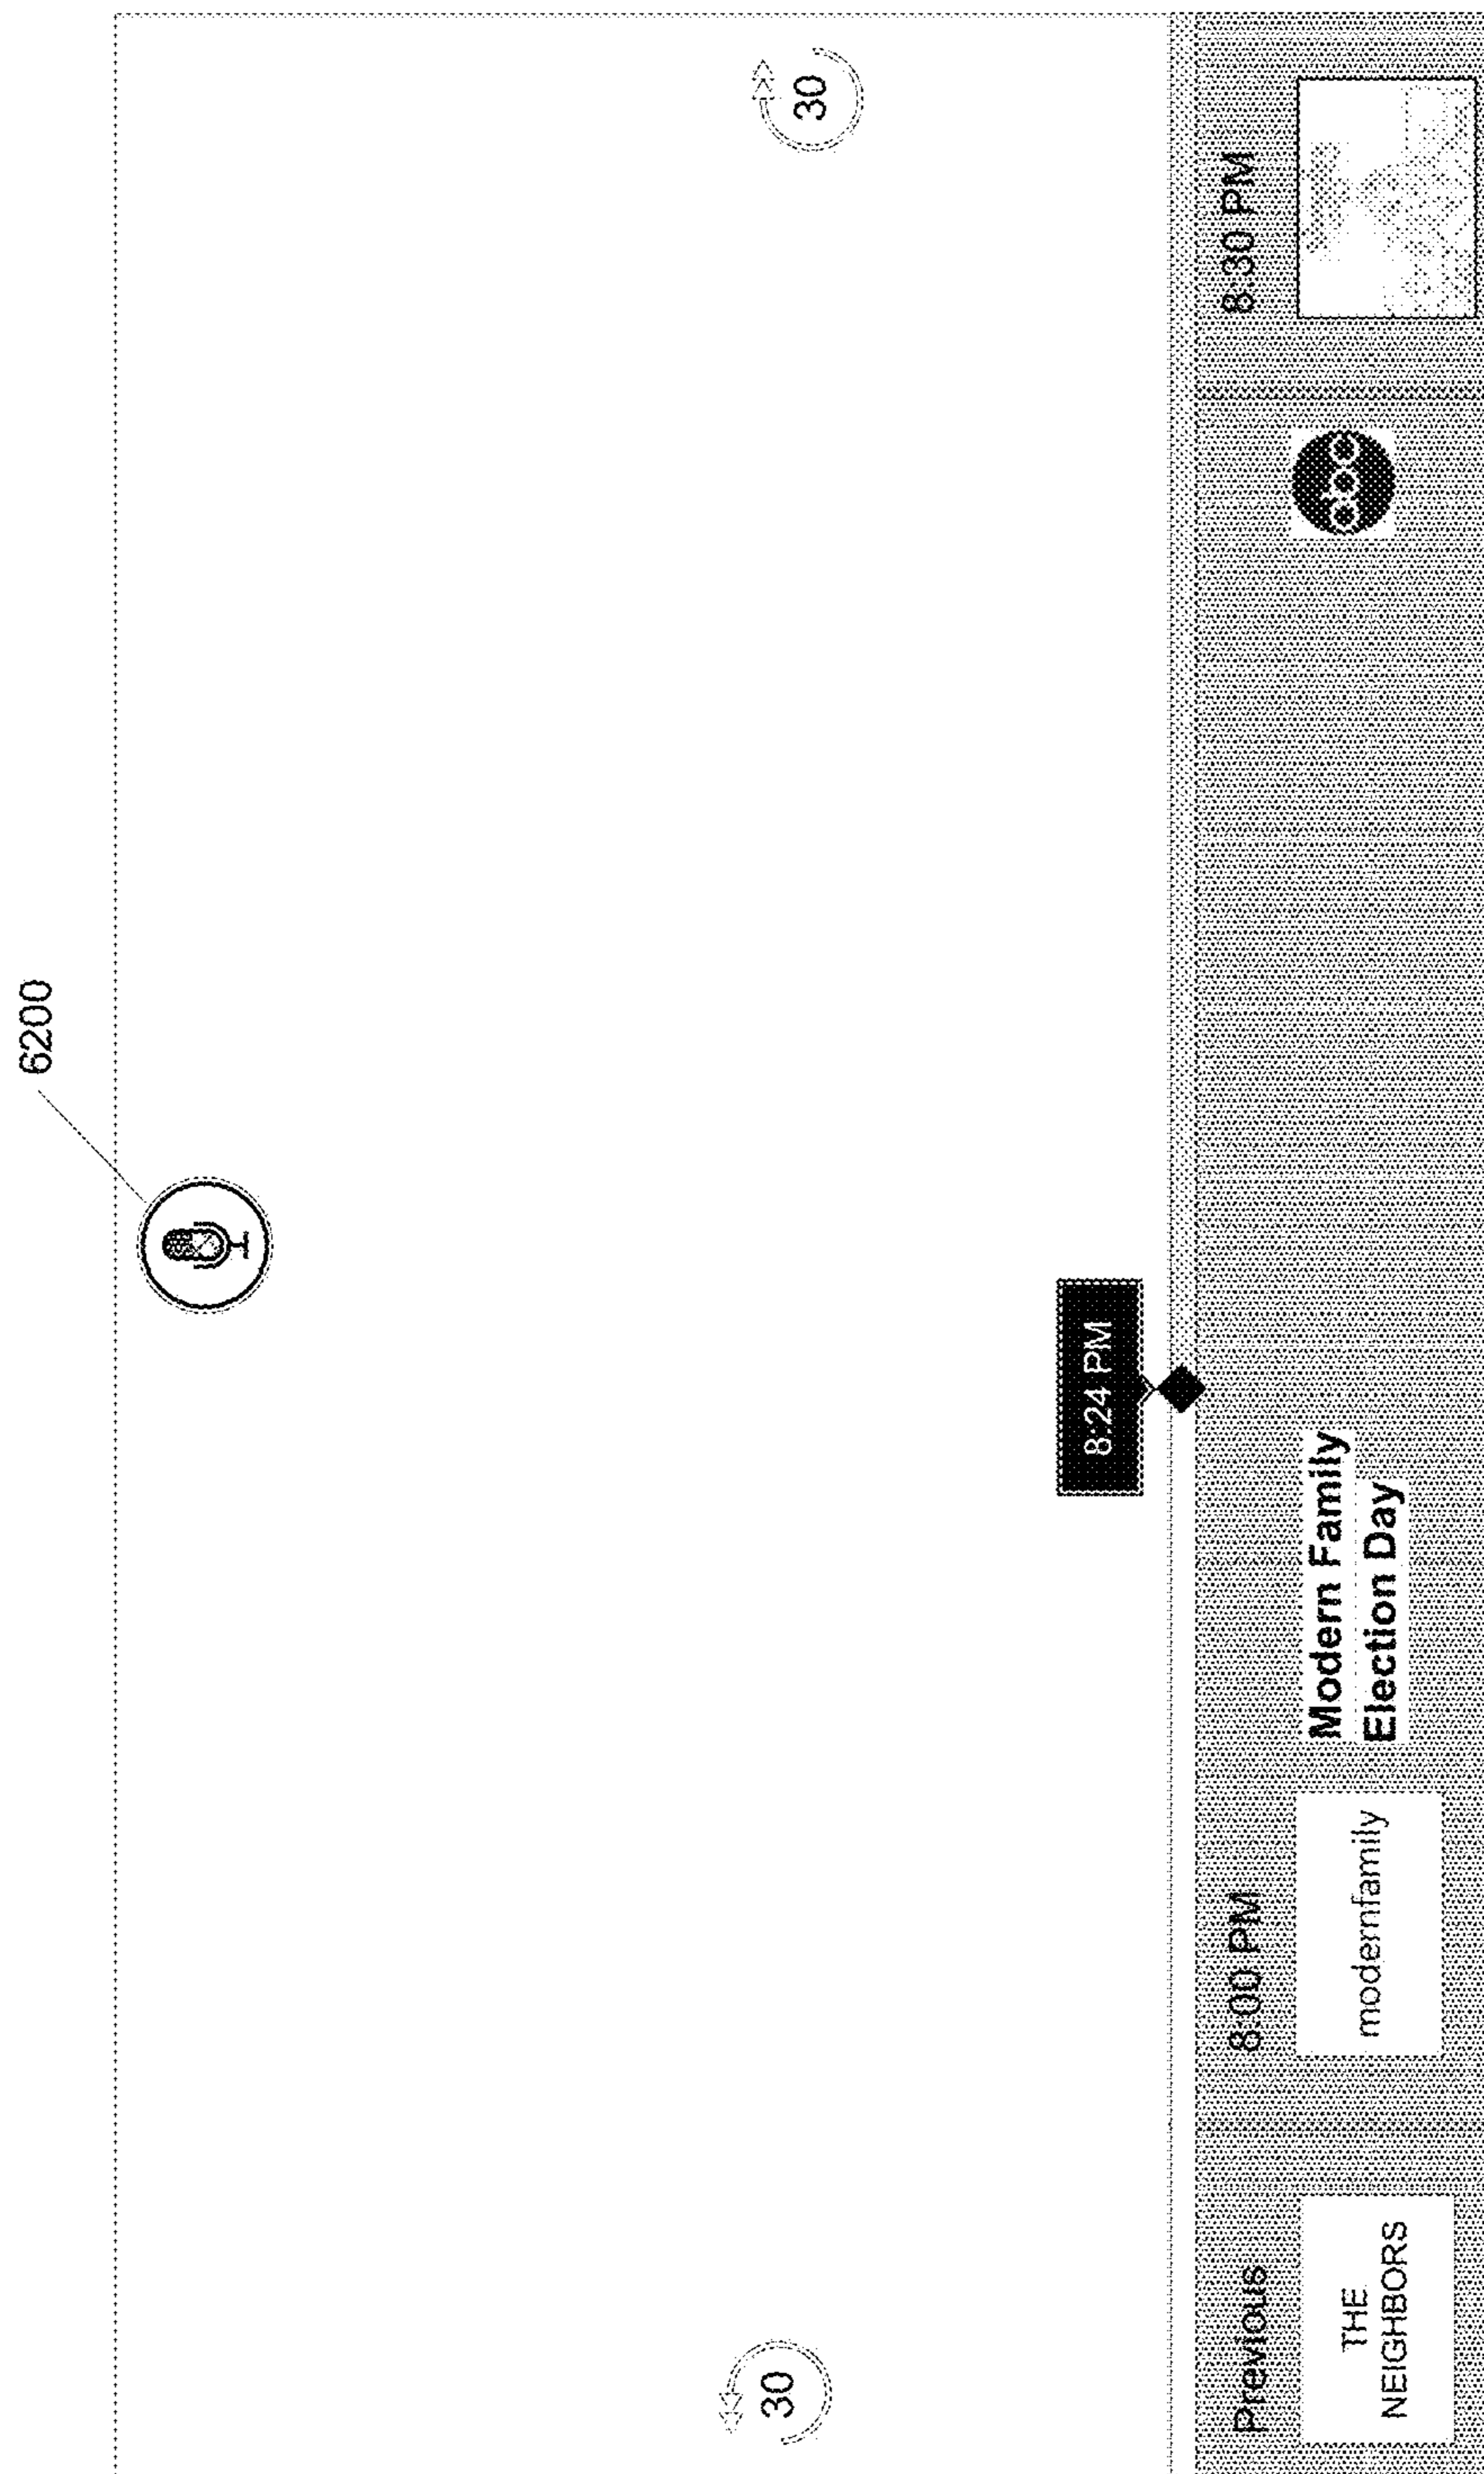 6200
30
30
8:24 PM
Previous
8:00 PM
8:30 PM
THE
NEIGHBORS
modernfamily
Modern Family
Election Day
abc